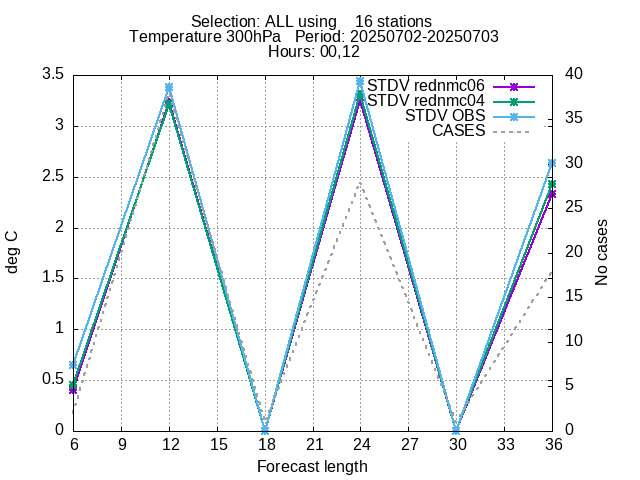 Selection: ALL using    16 stations
Temperature 300hPa   Period: 20250702-20250703
Hours: 00,12
STDV rednmc06
STDV rednmc04
STDV OBS
CASES
3.5
3
2.5
2
1.5
1
0.5
0
deg C
40
35
30
25
20
15
10
5
0
No cases
6 9 12 15 18 21 24 27 30 33 36
Forecast length